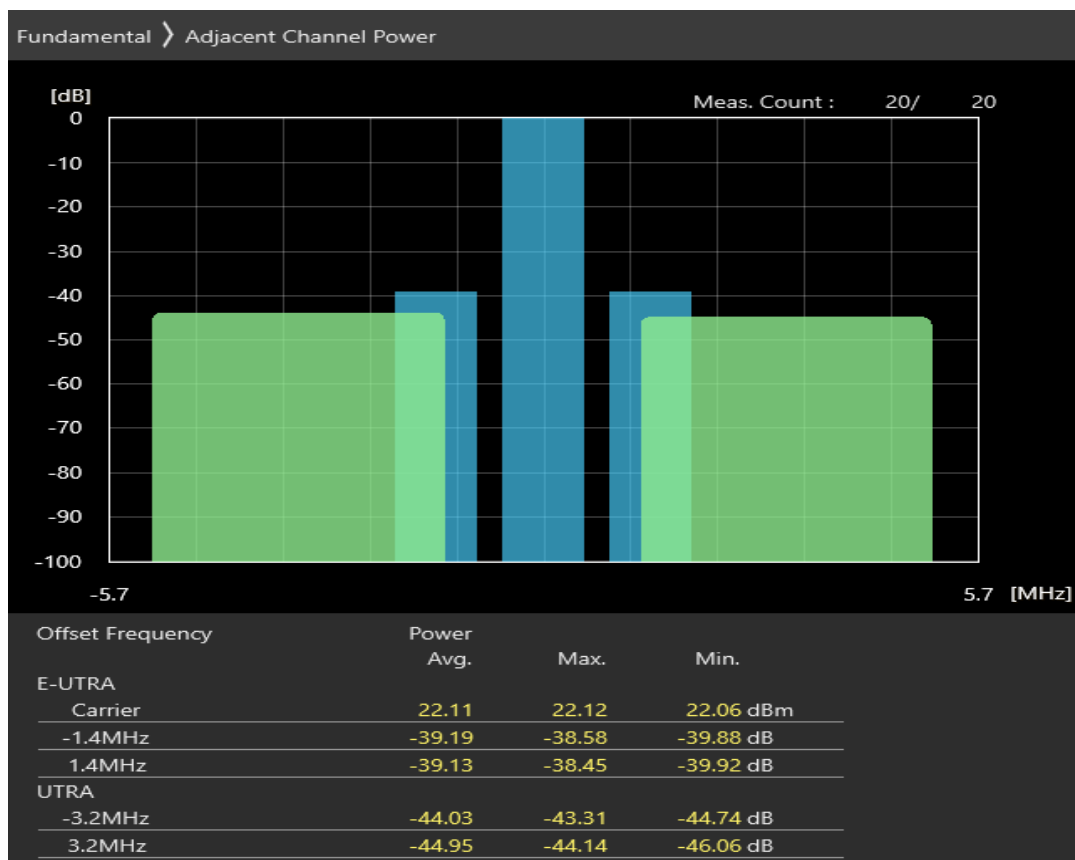 Fundamental 〉 Adjacent Channel Power
[dB]
Meas. Count : 20/ 20
0
-10
-20
-30
-40
-50
-60
-70
-80
-90
-100
-5.7 5.7 [MHz]
Offset Frequency Power
Avg. Max. Min.
E-UTRA
Carrier 22.11 22.12 22.06 dBm
-1.4MHz -39.19 -38.58 -39.88 dB
1.4MHz -39.13 -38.45 -39.92 dB
UTRA
-3.2MHz -44.03 -43.31 -44.74 dB
3.2MHz -44.95 -44.14 -46.06 dB